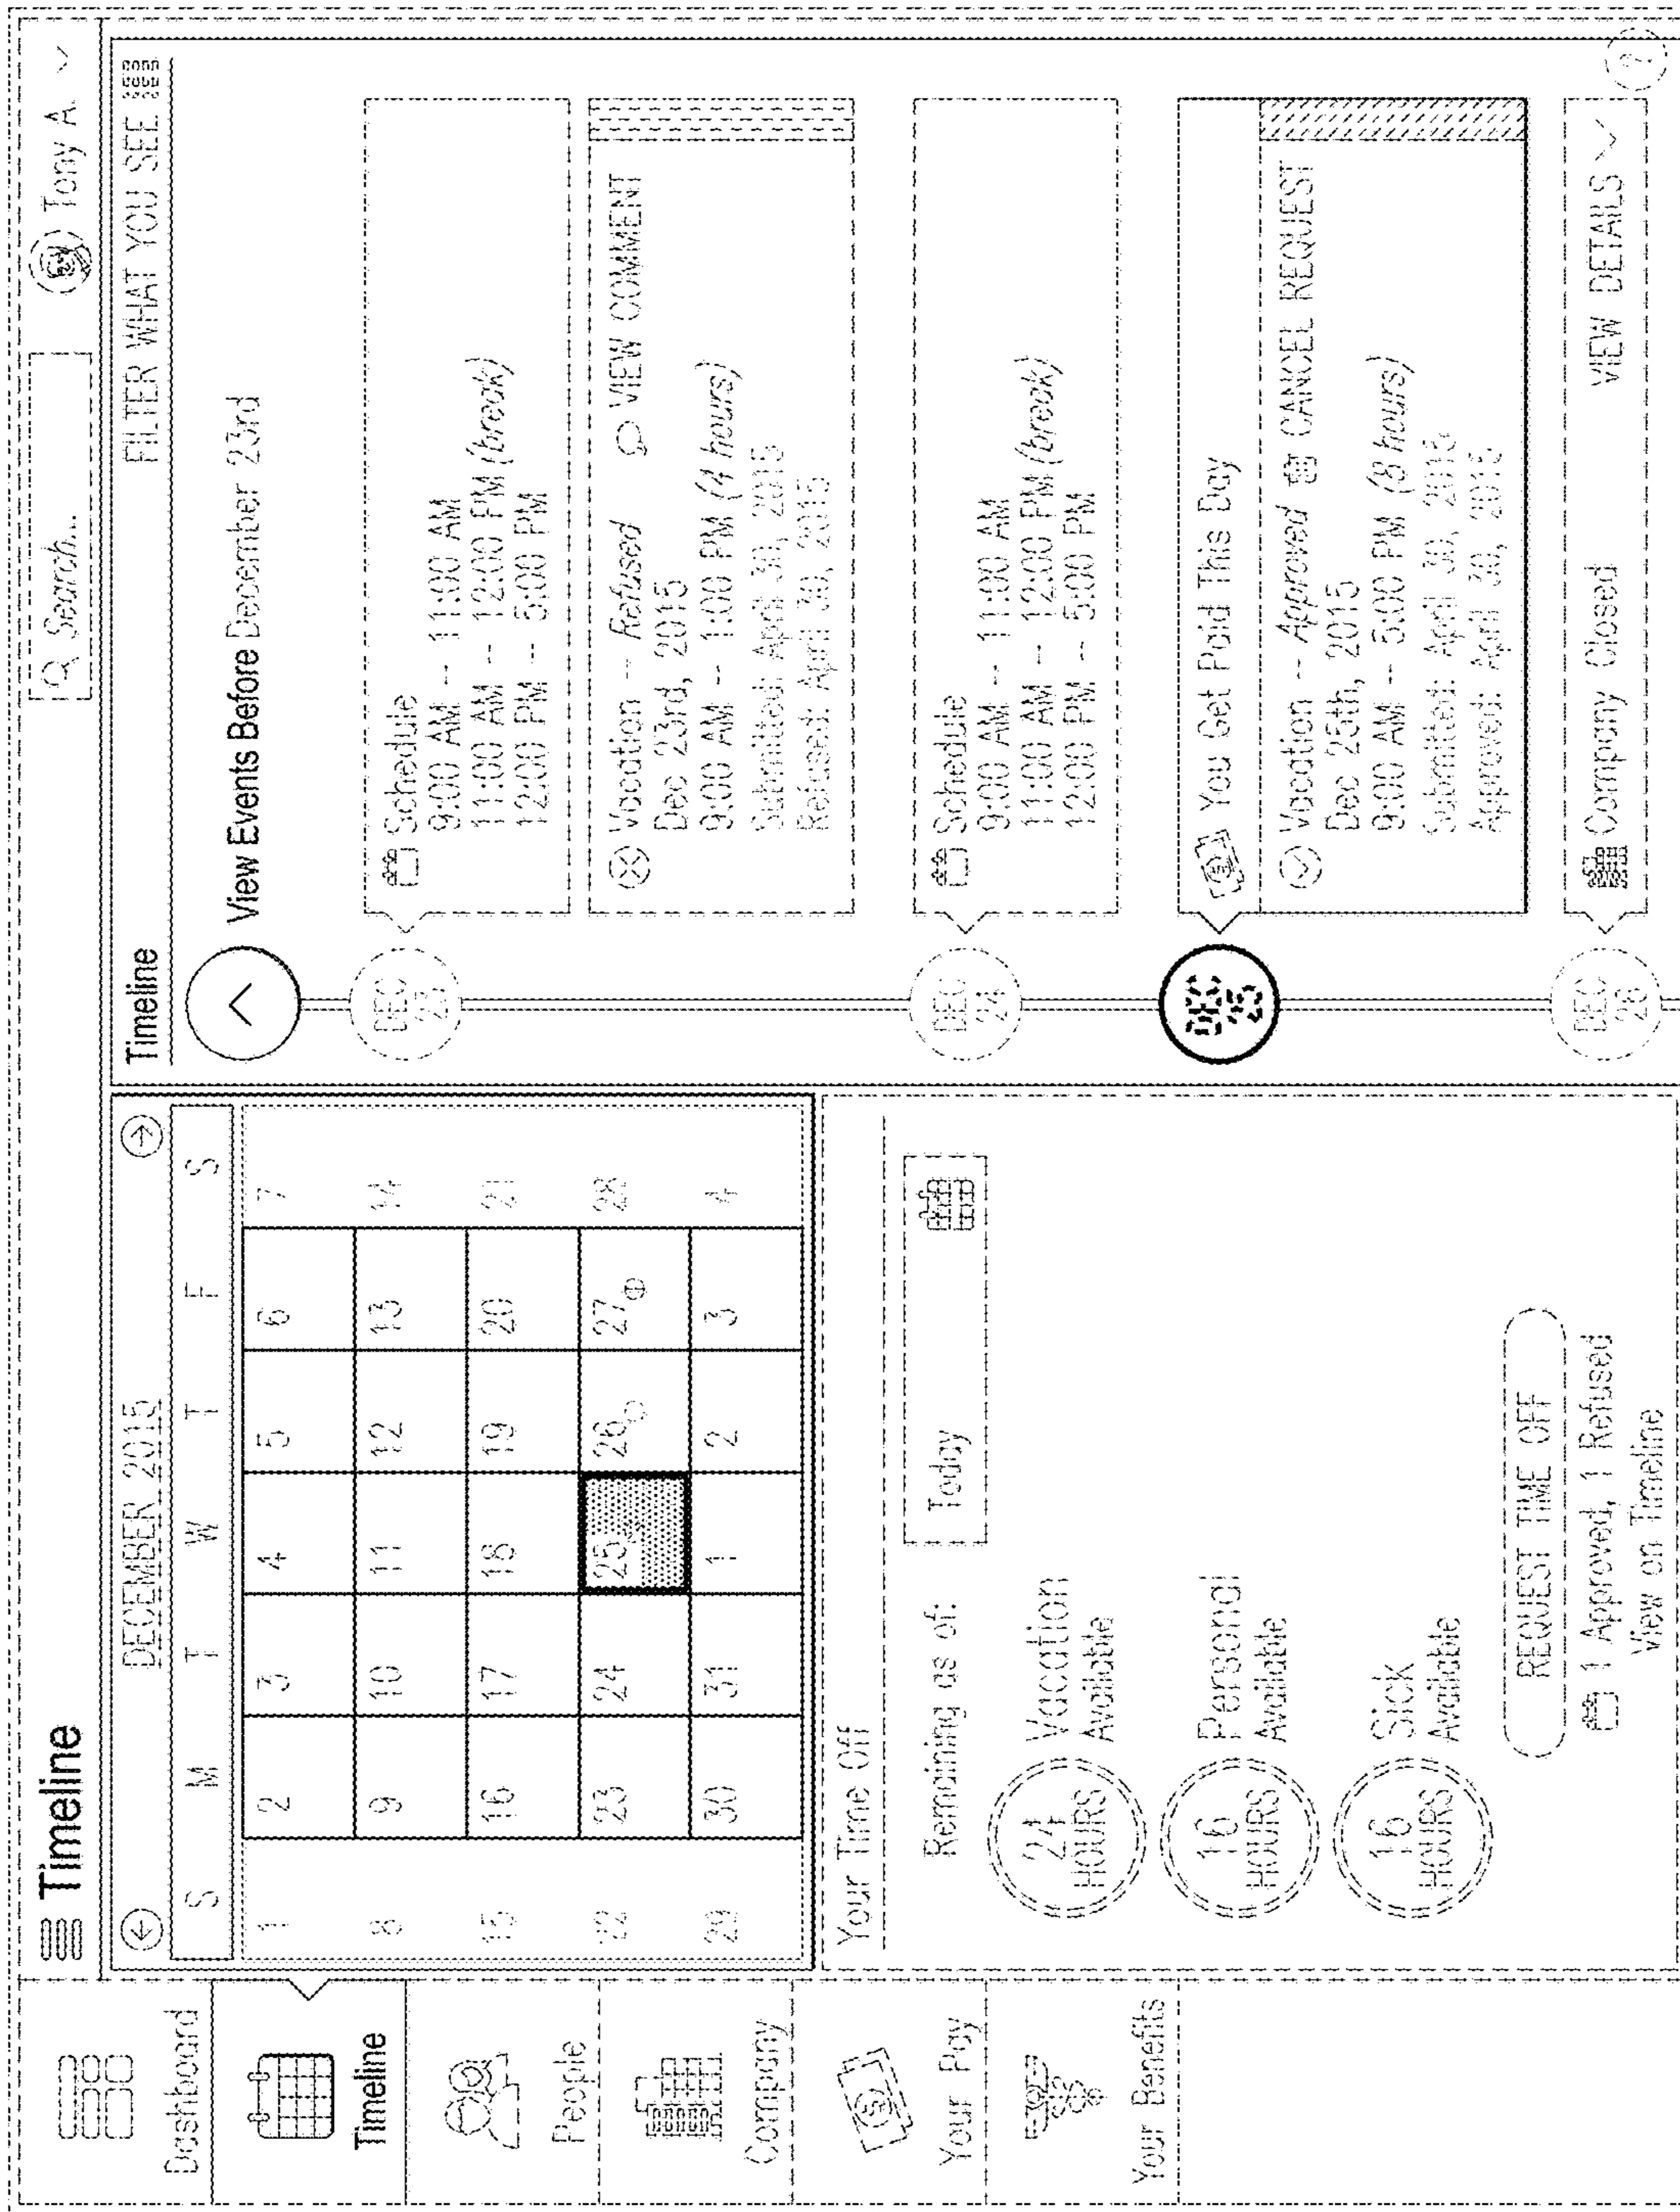 Timeline
Search...
Tony A.
Dashboard
Timeline
People
Company
Your Pay
Your Benefits
DECEMBER 2015
S M T W T F S
1 2 3 4 5 6 7
8 9 10 11 12 13 14
15 16 17 18 19 20 21
22 23 24 25 26 27 28
29 30 31 1 2 3 4
Your Time Off
Remaining as of:
Today
24
HOURS
Vacation
Available
16
HOURS
Personal
Available
16
HOURS
Sick
Available
REQUEST TIME OFF
1 Approved, 1 Refused
View on Timeline
Timeline
FILTER WHAT YOU SEE
View Events Before December 23rd
DEC
23
Schedule
9:00 AM -- 11:00 AM
11:00 AM -- 12:00 PM (break)
12:00 PM -- 5:00 PM
Vacation -- Refused VIEW COMMENT
Dec 23rd, 2015
9:00 AM -- 1:00 PM (4 hours)
Submitted: April 30, 2015
Refused: April 30, 2015
DEC
24
Schedule
9:00 AM -- 11:00 AM
11:00 AM -- 12:00 PM (break)
12:00 PM -- 5:00 PM
DEC
25
You Get Paid This Day
Vacation -- Approved CANCEL REQUEST
Dec 25th, 2015
9:00 AM -- 5:00 PM (8 hours)
Submitted: April 30, 2015
Approved: April 30, 2015
DEC
26
Company Closed VIEW DETAILS
?